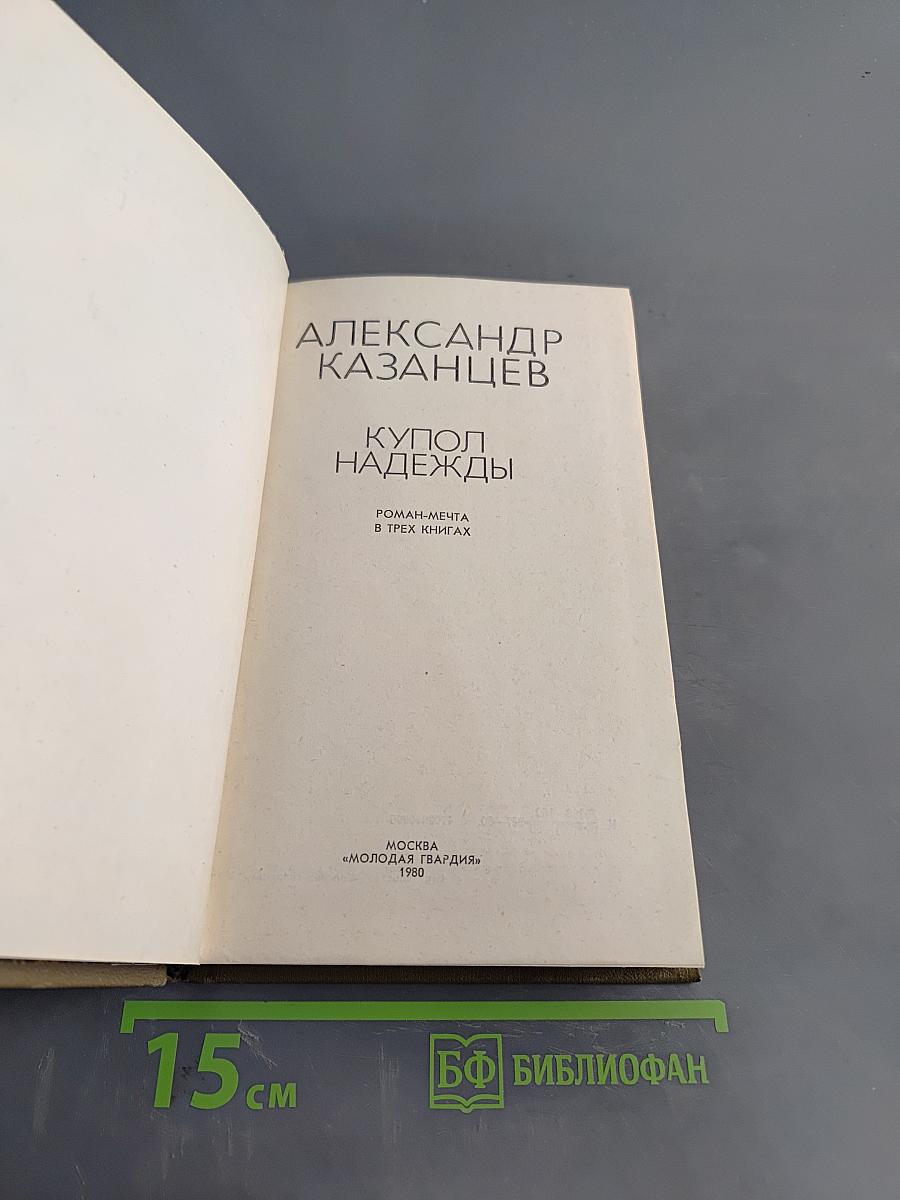 АЛЕКСАНДР
КАЗАНЦЕВ
КУПОЛ
НАДЕЖДЫ
РОМАН-МЕЧТА
В ТРЕХ КНИГАХ
МОСКВА
«МОЛОДАЯ ГВАРДИЯ»
1980
15 см
БФ БИБЛИОФАН